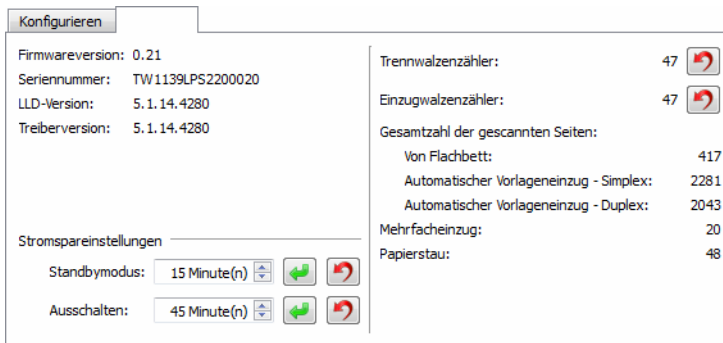 Konfigurieren
Firmwareversion: 0.21
Seriennummer: TW1139LPS2200020
LLD-Version: 5.1.14.4280
Treiberversion: 5.1.14.4280
Stromspareinstellungen
Standbymodus: 15 Minute(n)
Ausschalten: 45 Minute(n)
Trennwalzenzähler: 47
Einzugwalzenzähler: 47
Gesamtzahl der gescannten Seiten:
Von Flachbett: 417
Automatischer Vorlageneinzug - Simplex: 2281
Automatischer Vorlageneinzug - Duplex: 2043
Mehrfacheinzug: 20
Papierstau: 48